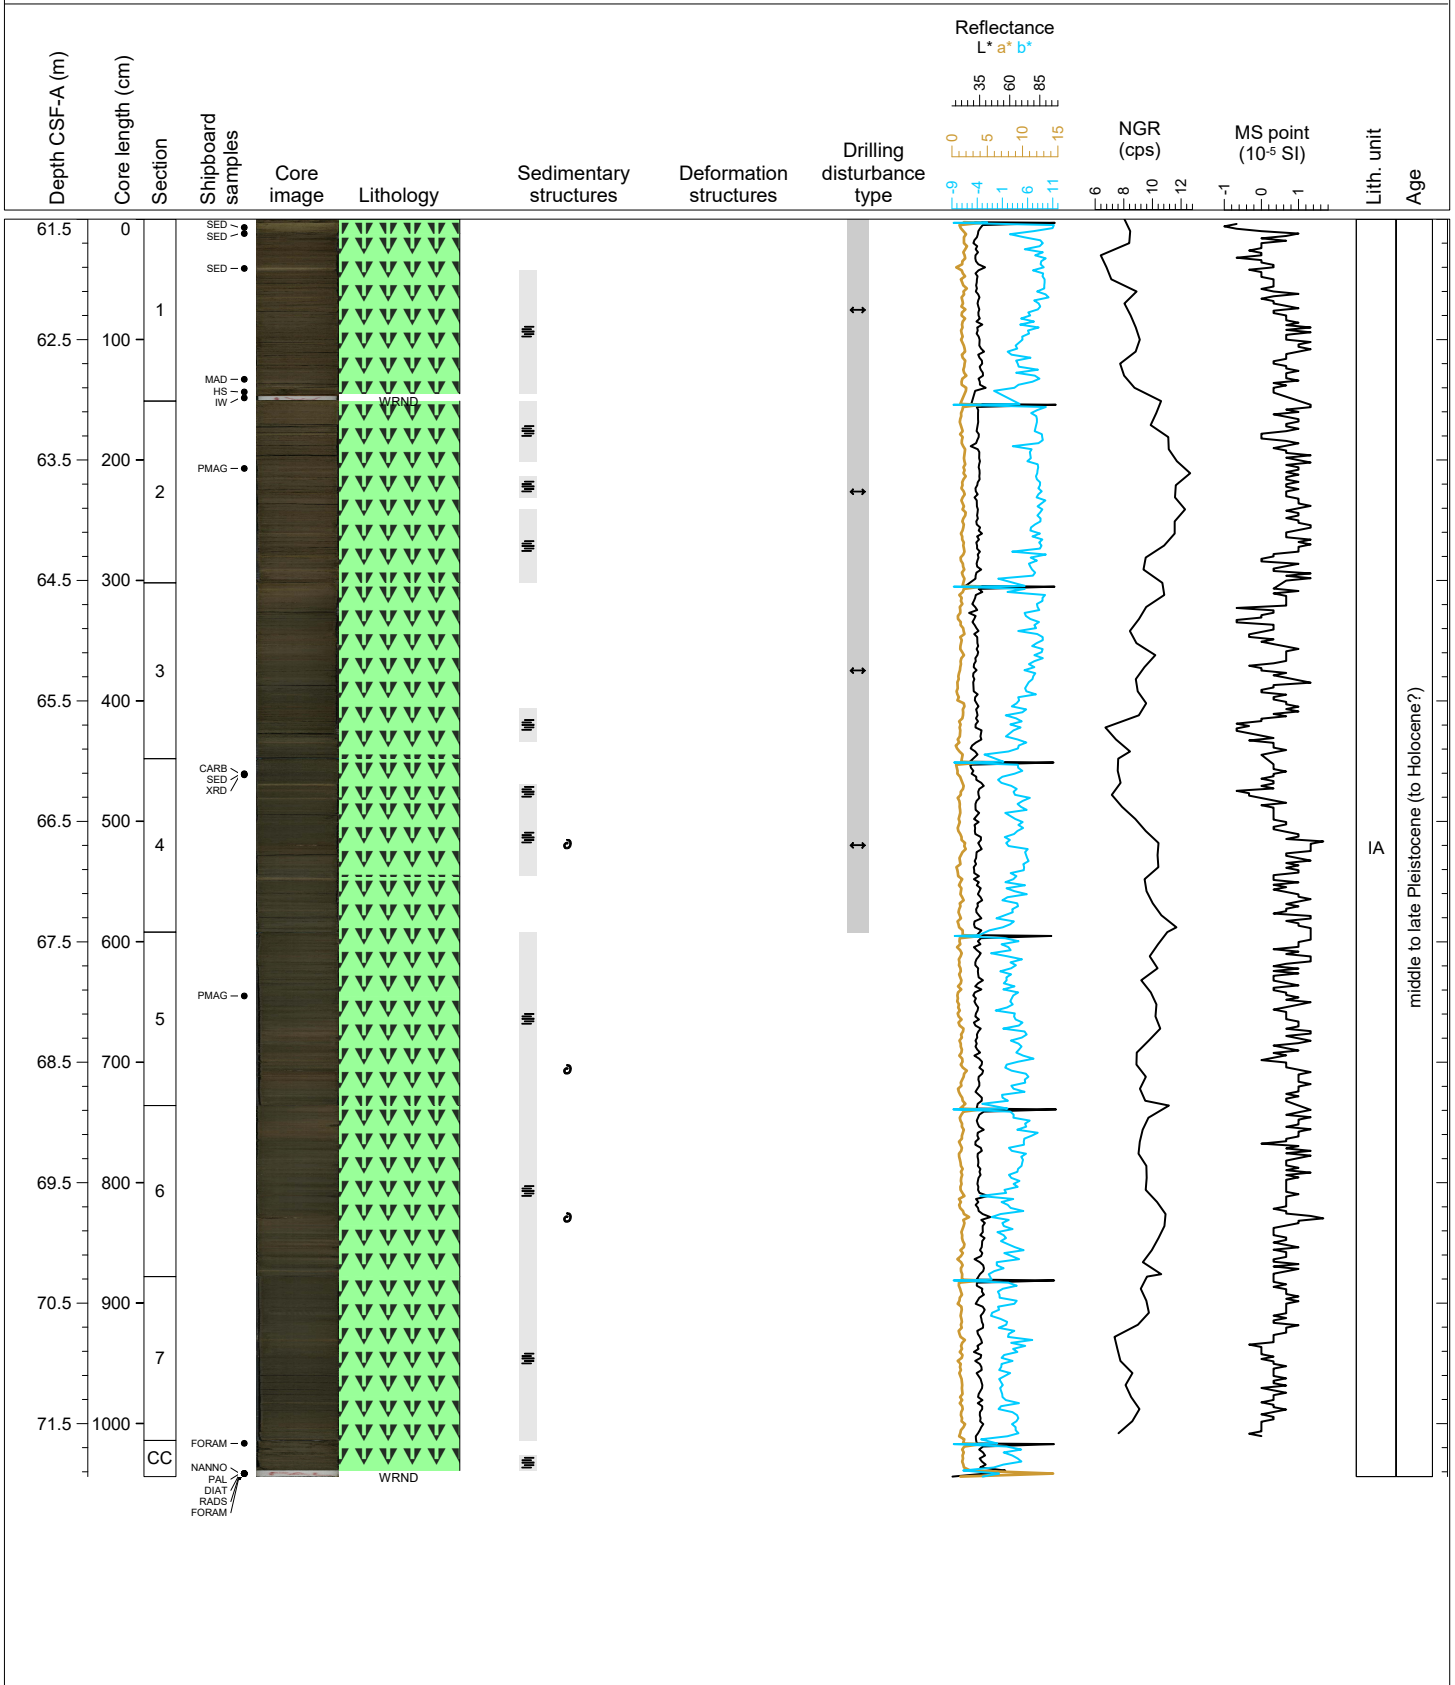 Depth CSF-A (m)
Core length (cm)
Section
Shipboard
samples
Core
image
Lithology
Sedimentary
structures
Deformation
structures
Drilling
disturbance
type
Reflectance
L* a* b*
35 60 85
0 5 10 15
-9 -4 1 6 11
NGR
(cps)
6 8 10 12
MS point
(10-5 SI)
-1 0 1
Lith. unit
Age
61.5 0
SED
SED
SED
1
62.5 100
MAD
HS
IW
WRND
63.5 200
PMAG
2
64.5 300
3
65.5 400
CARB
SED
XRD
66.5 500
4
IA
middle to late Pleistocene (to Holocene?)
67.5 600
PMAG
5
68.5 700
69.5 800
6
70.5 900
7
71.5 1000
FORAM
CC
NANNO
PAL
DIAT
RADS
FORAM
WRND